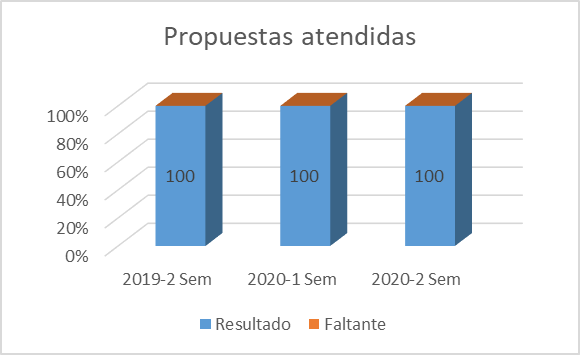 Propuestas atendidas
100%
80%
60%
40%
20%
0%
100 100 100
2019-2 Sem 2020-1 Sem 2020-2 Sem
Resultado Faltante